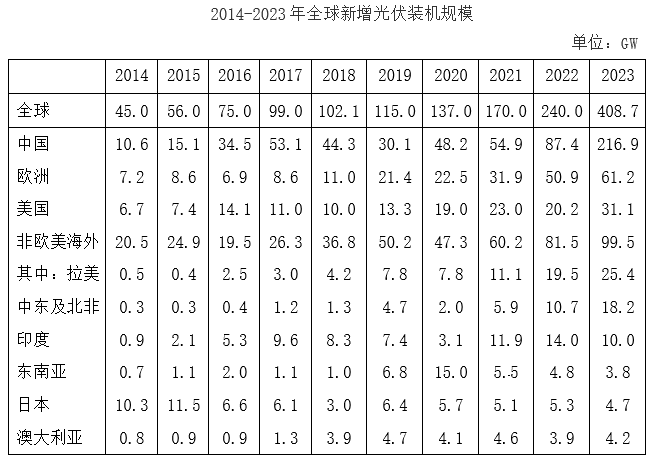 2014-2023年全球新增光伏装机规模
单位：GW
2014 2015 2016 2017 2018 2019 2020 2021 2022 2023
全球 45.0 56.0 75.0 99.0 102.1 115.0 137.0 170.0 240.0 408.7
中国 10.6 15.1 34.5 53.1 44.3 30.1 48.2 54.9 87.4 216.9
欧洲 7.2 8.6 6.9 8.6 11.0 21.4 22.5 31.9 50.9 61.2
美国 6.7 7.4 14.1 11.0 10.0 13.3 19.0 23.0 20.2 31.1
非欧美海外 20.5 24.9 19.5 26.3 36.8 50.2 47.3 60.2 81.5 99.5
其中：拉美 0.5 0.4 2.5 3.0 4.2 7.8 7.8 11.1 19.5 25.4
中东及北非 0.3 0.3 0.4 1.2 1.3 4.7 2.0 5.9 10.7 18.2
印度 0.9 2.1 5.3 9.6 8.3 7.4 3.1 11.9 14.0 10.0
东南亚 0.7 1.1 2.0 1.1 1.0 6.8 15.0 5.5 4.8 3.8
日本 10.3 11.5 6.6 6.1 3.0 6.4 5.7 5.1 5.3 4.7
澳大利亚 0.8 0.9 0.9 1.3 3.9 4.7 4.1 4.6 3.9 4.2